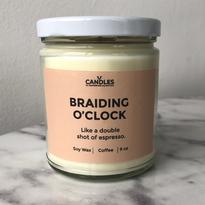 CANDLES
BRAIDING
O'CLOCK
Like a double
shot of espresso.
Soy Wax | Coffee | 9 oz